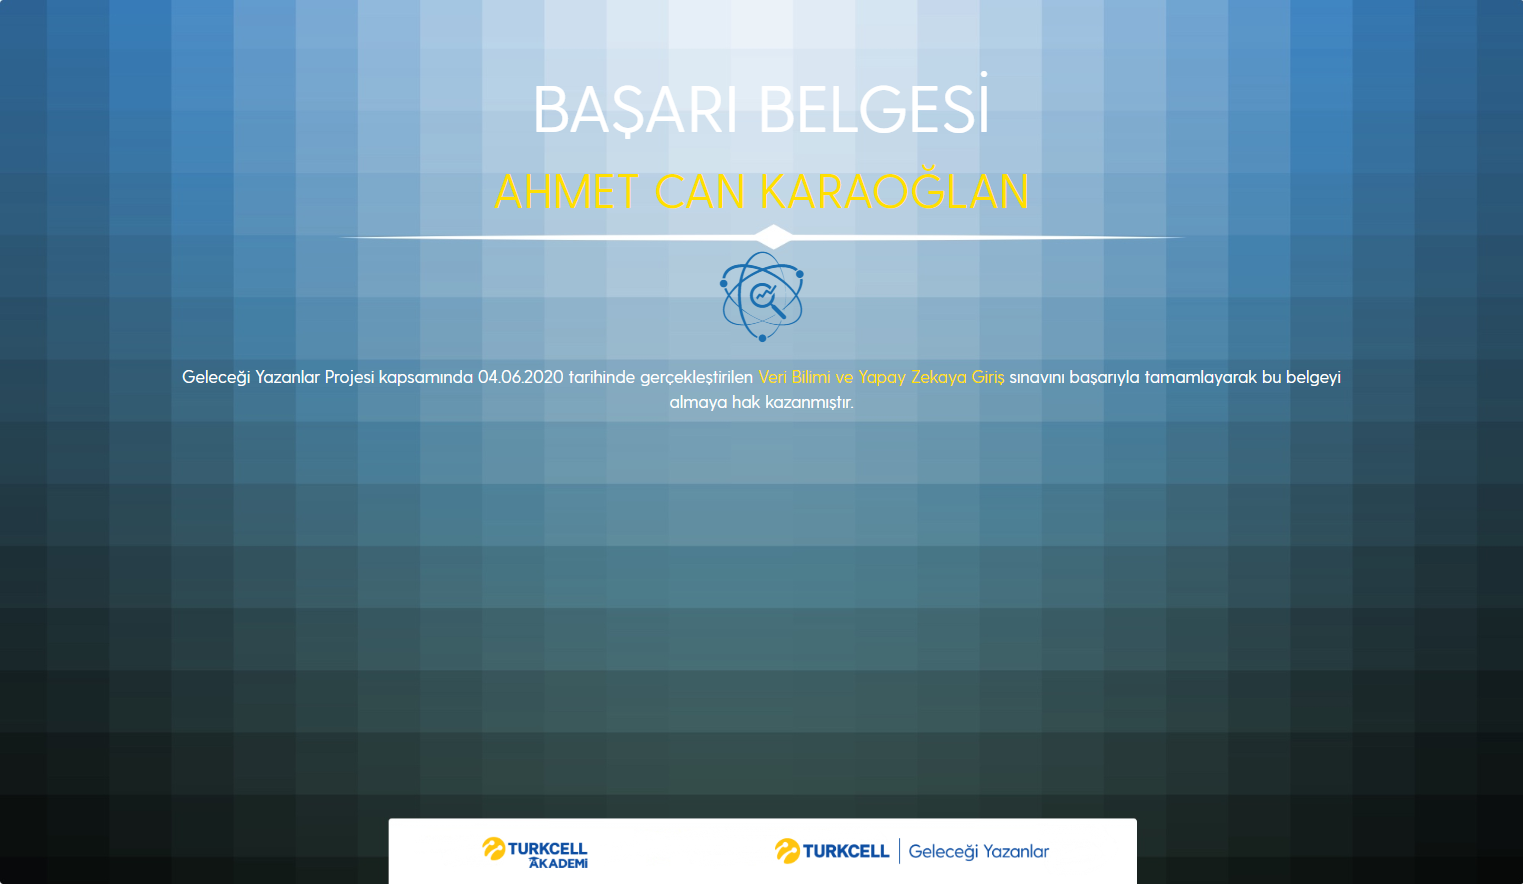 BAŞARI BELGESİ
AHMET CAN KARAOĞLAN
Geleceği Yazanlar Projesi kapsamında 04.06.2020 tarihinde gerçekleştirilen Veri Bilimi ve Yapay Zekaya Giriş sınavını başarıyla tamamlayarak bu belgeyi
almaya hak kazanmıştır.
TURKCELL
AKADEMİ
TURKCELL | Geleceği Yazanlar